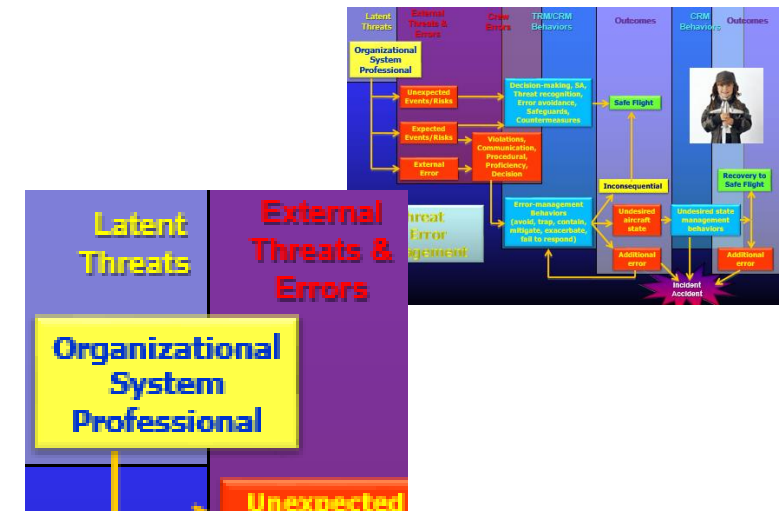 Latent
Threats
External
Threats &
Errors
Crew
Errors
TRM/CRM
Behaviors
Outcomes
CRM
Behaviors
Outcomes
Organizational
System
Professional
Unexpected
Events/Risks
Expected
Events/Risks
External
Error
Violations,
Communication,
Procedural,
Proficiency,
Decision
Decision-making, SA,
Threat recognition,
Error avoidance,
Safeguards,
Countermeasures
Safe Flight
Error-management
Behaviors
(avoid, trap, contain,
mitigate, exacerbate,
fail to respond)
Inconsequential
Undesired
aircraft
state
Additional
error
Undesired state
management
behaviors
Recovery to
Safe Flight
Additional
error
Incident
Accident
hreat
Error
agement
Latent
Threats
External
Threats &
Errors
Organizational
System
Professional
Unexpected